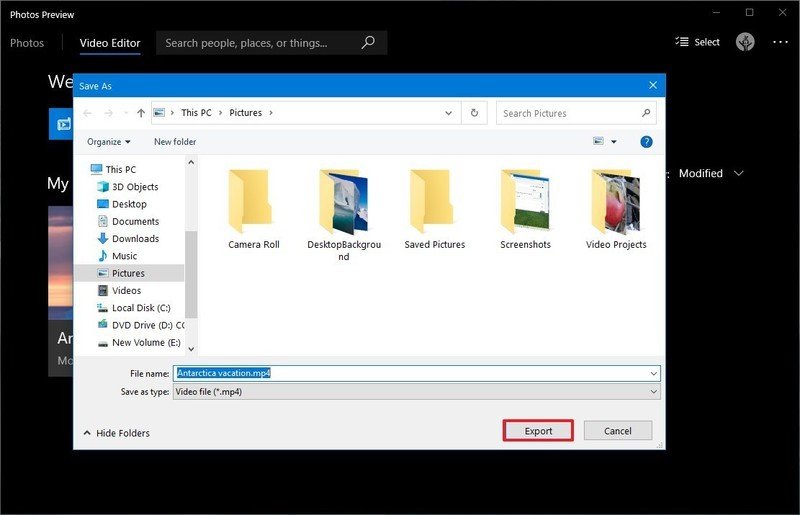 Photos Preview
Photos
Video Editor
Search people, places, or things...
Select
We
Save As
This PC
Pictures
Search Pictures
Organize
New folder
This PC
3D Objects
Desktop
Documents
Downloads
Music
Pictures
Videos
Local Disk (C:)
DVD Drive (D:) CC
New Volume (E:)
Camera Roll
DesktopBackgrou
nd
Saved Pictures
Screenshots
Video Projects
My
: Modified
An
Mo
File name:
Antarctica vacation.mp4
Save as type:
Video file (*.mp4)
Hide Folders
Export
Cancel